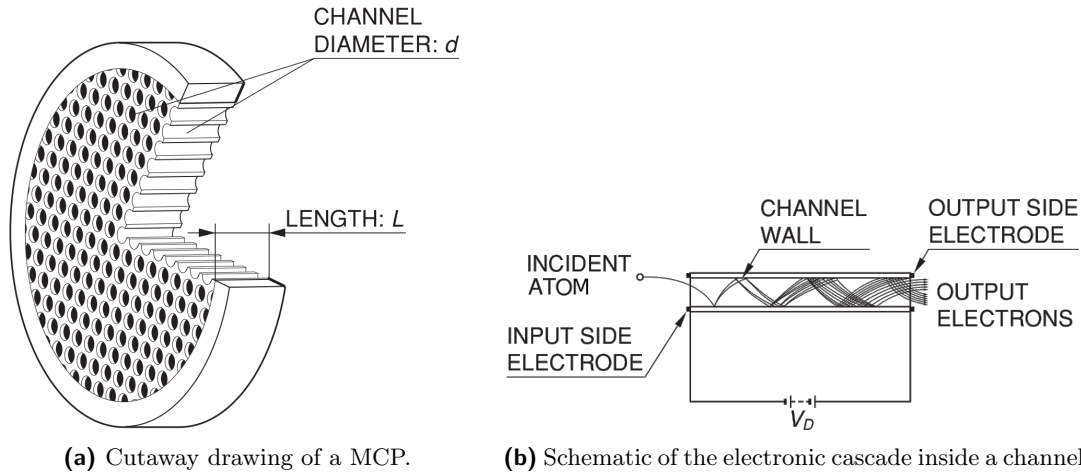 CHANNEL
DIAMETER: d
LENGTH: L
(a) Cutaway drawing of a MCP.
CHANNEL
WALL
OUTPUT SIDE
ELECTRODE
INCIDENT
ATOM
OUTPUT
ELECTRONS
INPUT SIDE
ELECTRODE
V_D
(b) Schematic of the electronic cascade inside a channel